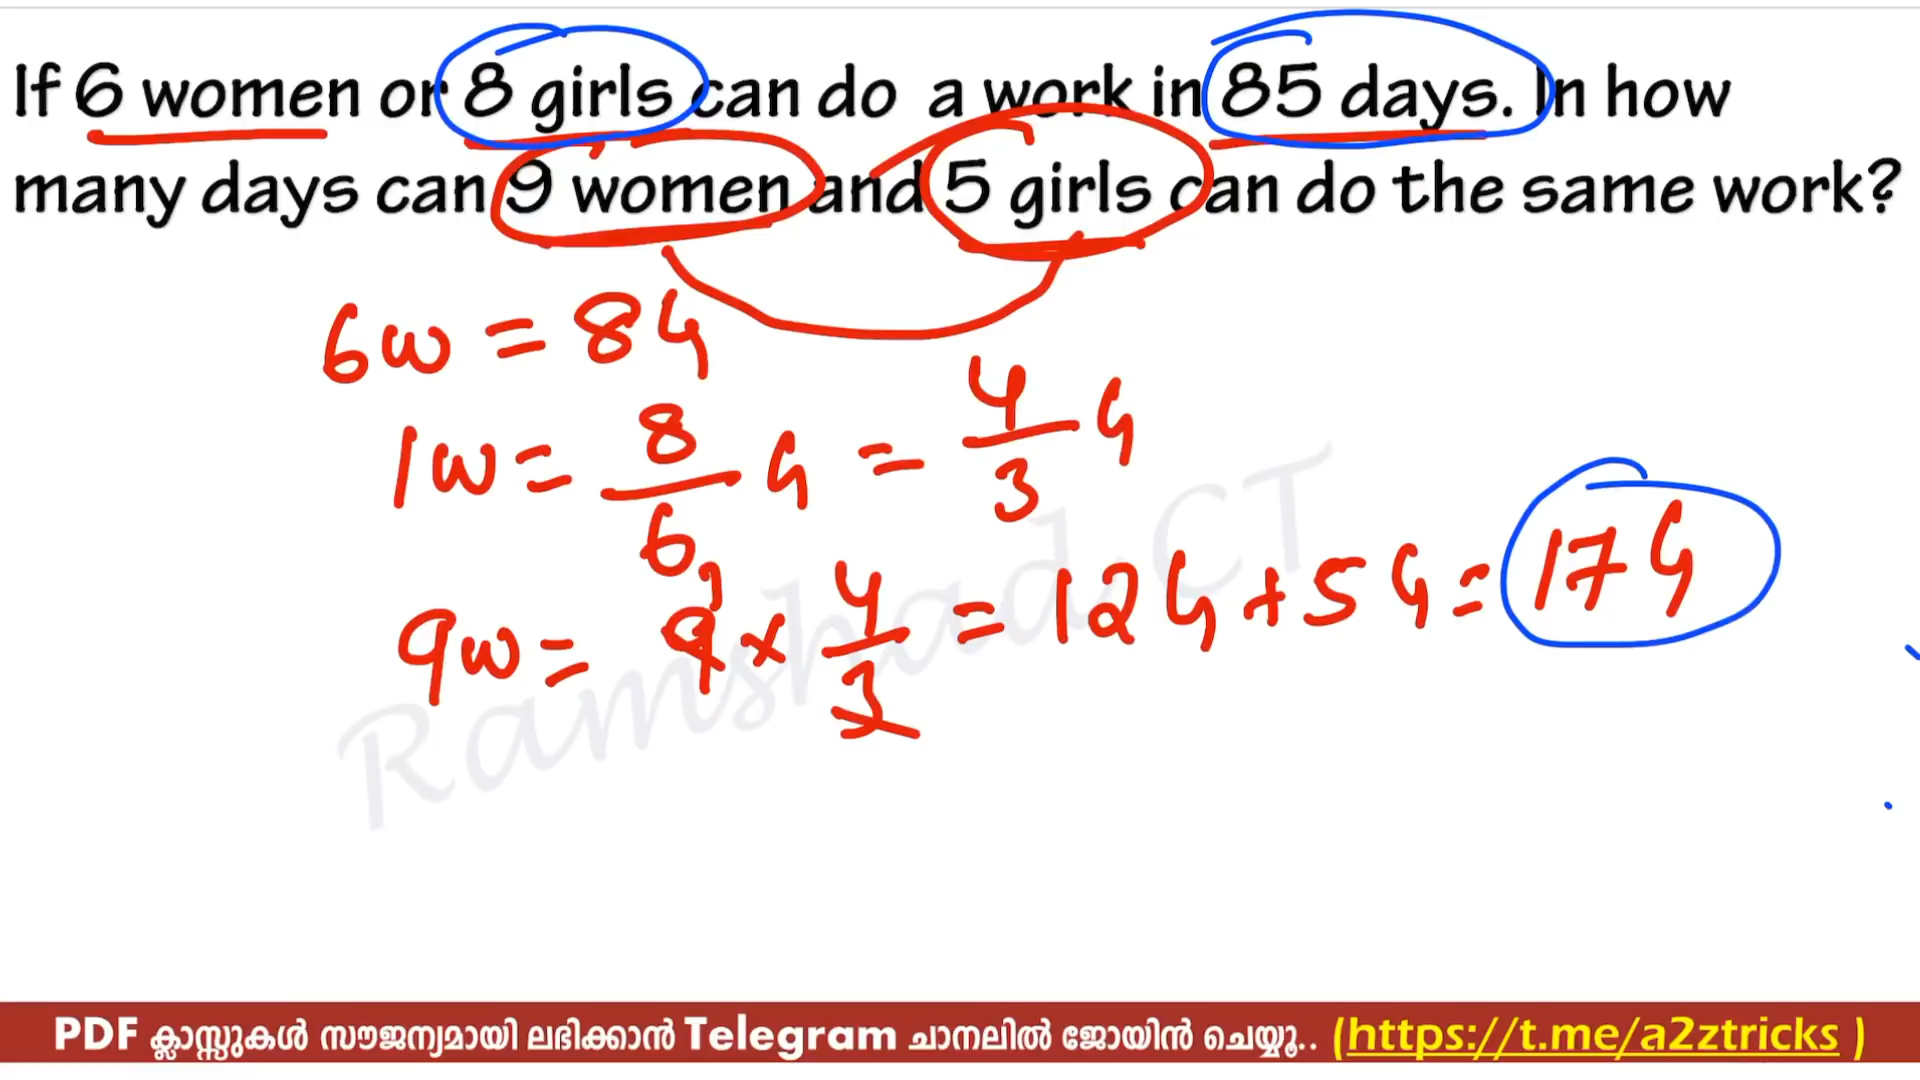 If 6 women or 8 girls can do a work in 85 days. In how
many days can 9 women and 5 girls can do the same work?
6w = 8G
1w = 8/6 G = 4/3 G
9w = 9 × 4/3 = 12G + 5G = 17G
Ramshad CT
PDF ക്ലാസ്സുകൾ സൗജന്യമായി ലഭിക്കാൻ Telegram ചാനലിൽ ജോയിൻ ചെയ്യൂ.. (https://t.me/a2ztricks )